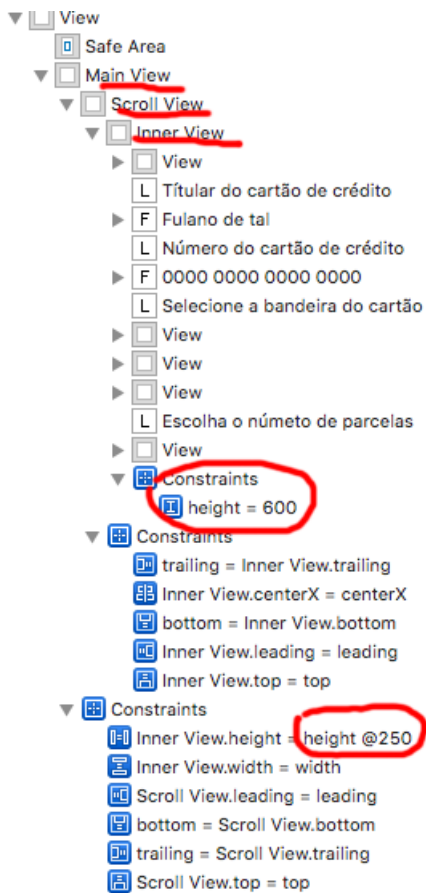 View
Safe Area
Main View
Scroll View
Inner View
View
L Títular do cartão de crédito
F Fulano de tal
L Número do cartão de crédito
F 0000 0000 0000 0000
L Selecione a bandeira do cartão
View
View
View
L Escolha o númeto de parcelas
View
Constraints
height = 600
Constraints
trailing = Inner View.trailing
Inner View.centerX = centerX
bottom = Inner View.bottom
Inner View.leading = leading
Inner View.top = top
Constraints
Inner View.height = height @250
Inner View.width = width
Scroll View.leading = leading
bottom = Scroll View.bottom
trailing = Scroll View.trailing
Scroll View.top = top